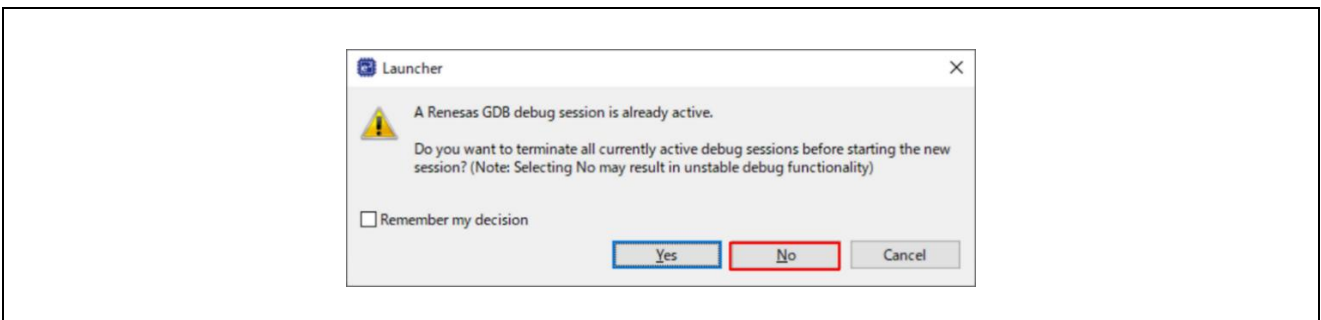 Launcher
A Renesas GDB debug session is already active.
Do you want to terminate all currently active debug sessions before starting the new
session? (Note: Selecting No may result in unstable debug functionality)
Remember my decision
Yes No Cancel